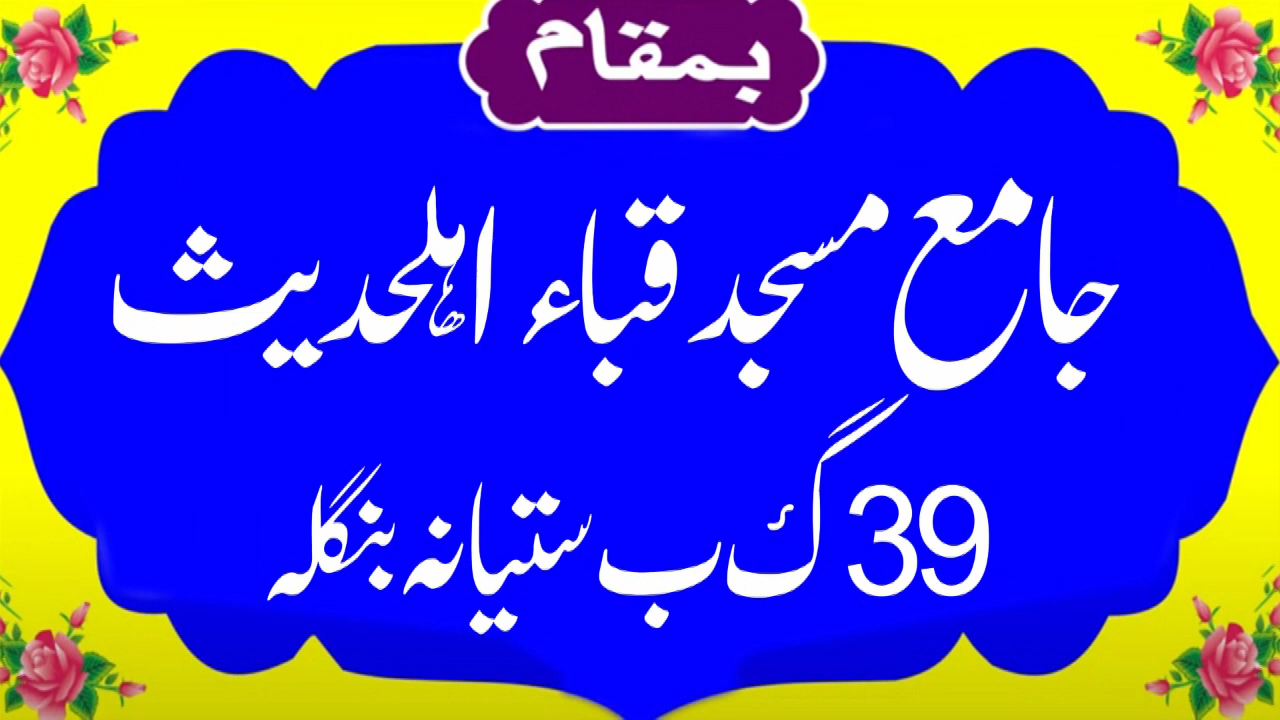 بمقام
جامع مسجد قباء اہلحدیث
39 گ ب ستیانہ بنگلہ